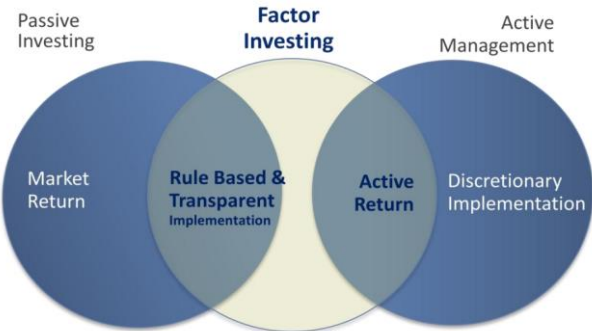 Passive
Investing
Factor
Investing
Active
Management
Market
Return
Rule Based &
Transparent
Implementation
Active
Return
Discretionary
Implementation